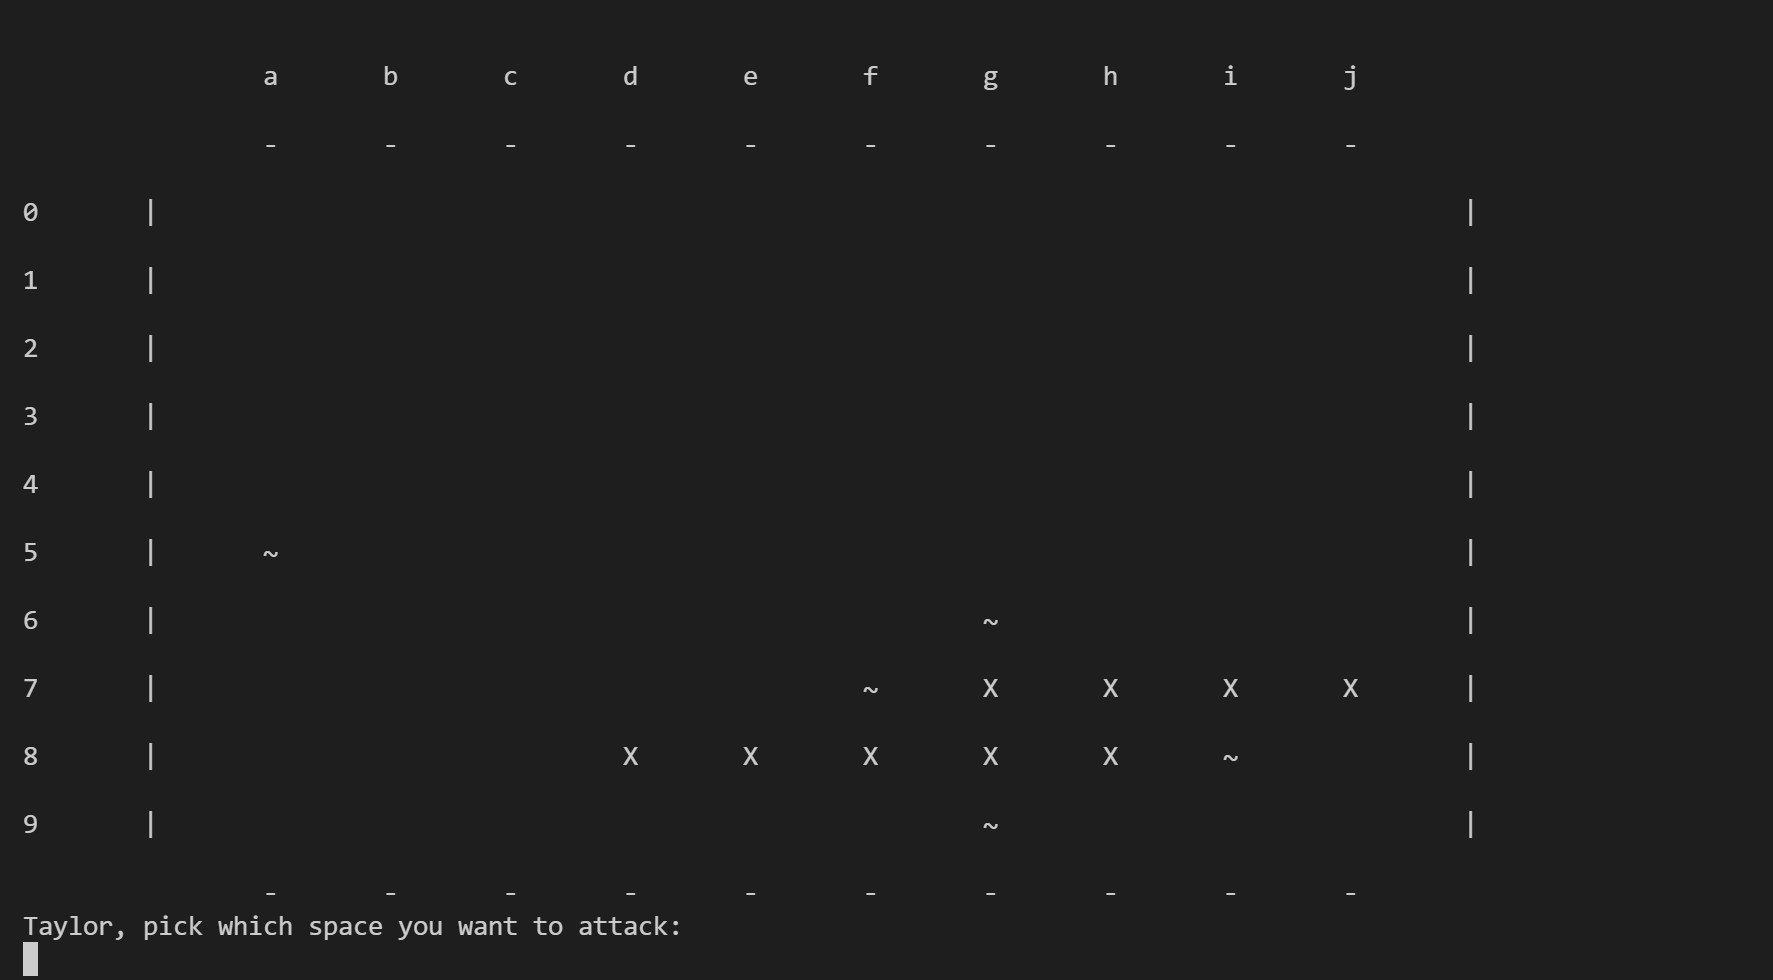 a b c d e f g h i j
- - - - - - - - - -
0 | |
1 | |
2 | |
3 | |
4 | |
5 | ~ |
6 | ~ |
7 | ~ X X X X |
8 | X X X X X ~ |
9 | ~ |
- - - - - - - - - -
Taylor, pick which space you want to attack: